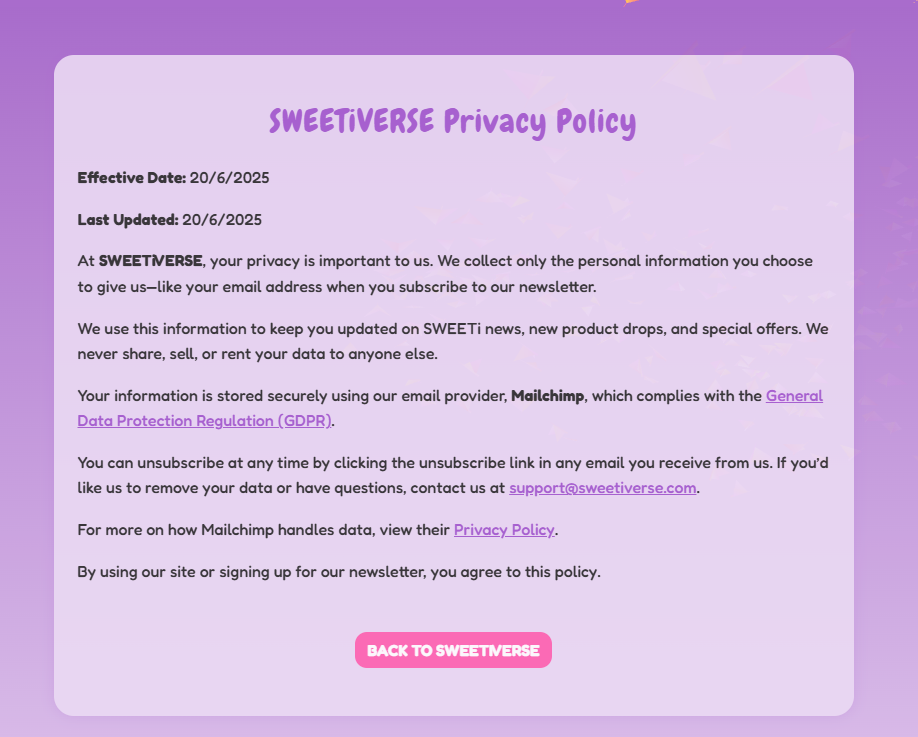 SWEETiVERSE Privacy Policy
Effective Date: 20/6/2025
Last Updated: 20/6/2025
At SWEETiVERSE, your privacy is important to us. We collect only the personal information you choose
to give us—like your email address when you subscribe to our newsletter.
We use this information to keep you updated on SWEETi news, new product drops, and special offers. We
never share, sell, or rent your data to anyone else.
Your information is stored securely using our email provider, Mailchimp, which complies with the General
Data Protection Regulation (GDPR).
You can unsubscribe at any time by clicking the unsubscribe link in any email you receive from us. If you'd
like us to remove your data or have questions, contact us at support@sweetiverse.com.
For more on how Mailchimp handles data, view their Privacy Policy.
By using our site or signing up for our newsletter, you agree to this policy.
BACK TO SWEETiVERSE